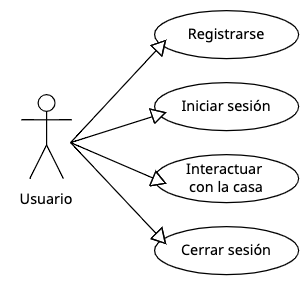 Registrarse
Iniciar sesión
Interactuar
con la casa
Usuario
Cerrar sesión